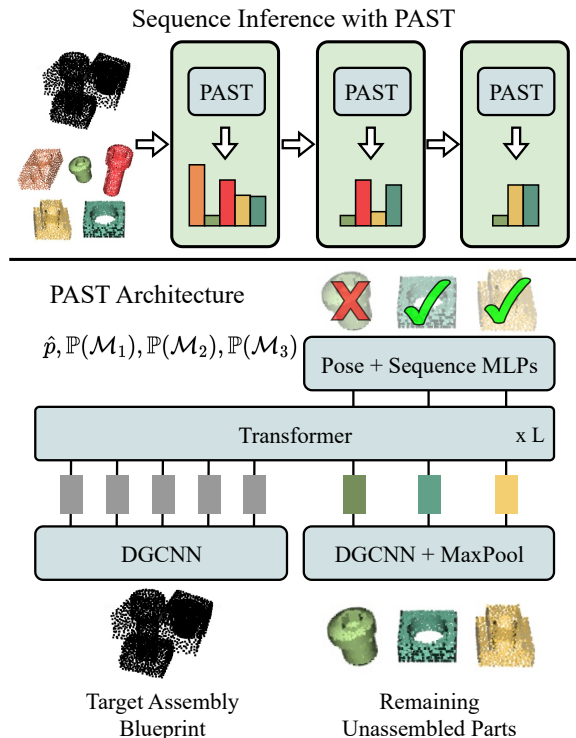 Sequence Inference with PAST
PAST
PAST
PAST
PAST Architecture
p̂, ℙ(ℳ₁), ℙ(ℳ₂), ℙ(ℳ₃)
Pose + Sequence MLPs
Transformer
x L
DGCNN
DGCNN + MaxPool
Target Assembly
Blueprint
Remaining
Unassembled Parts